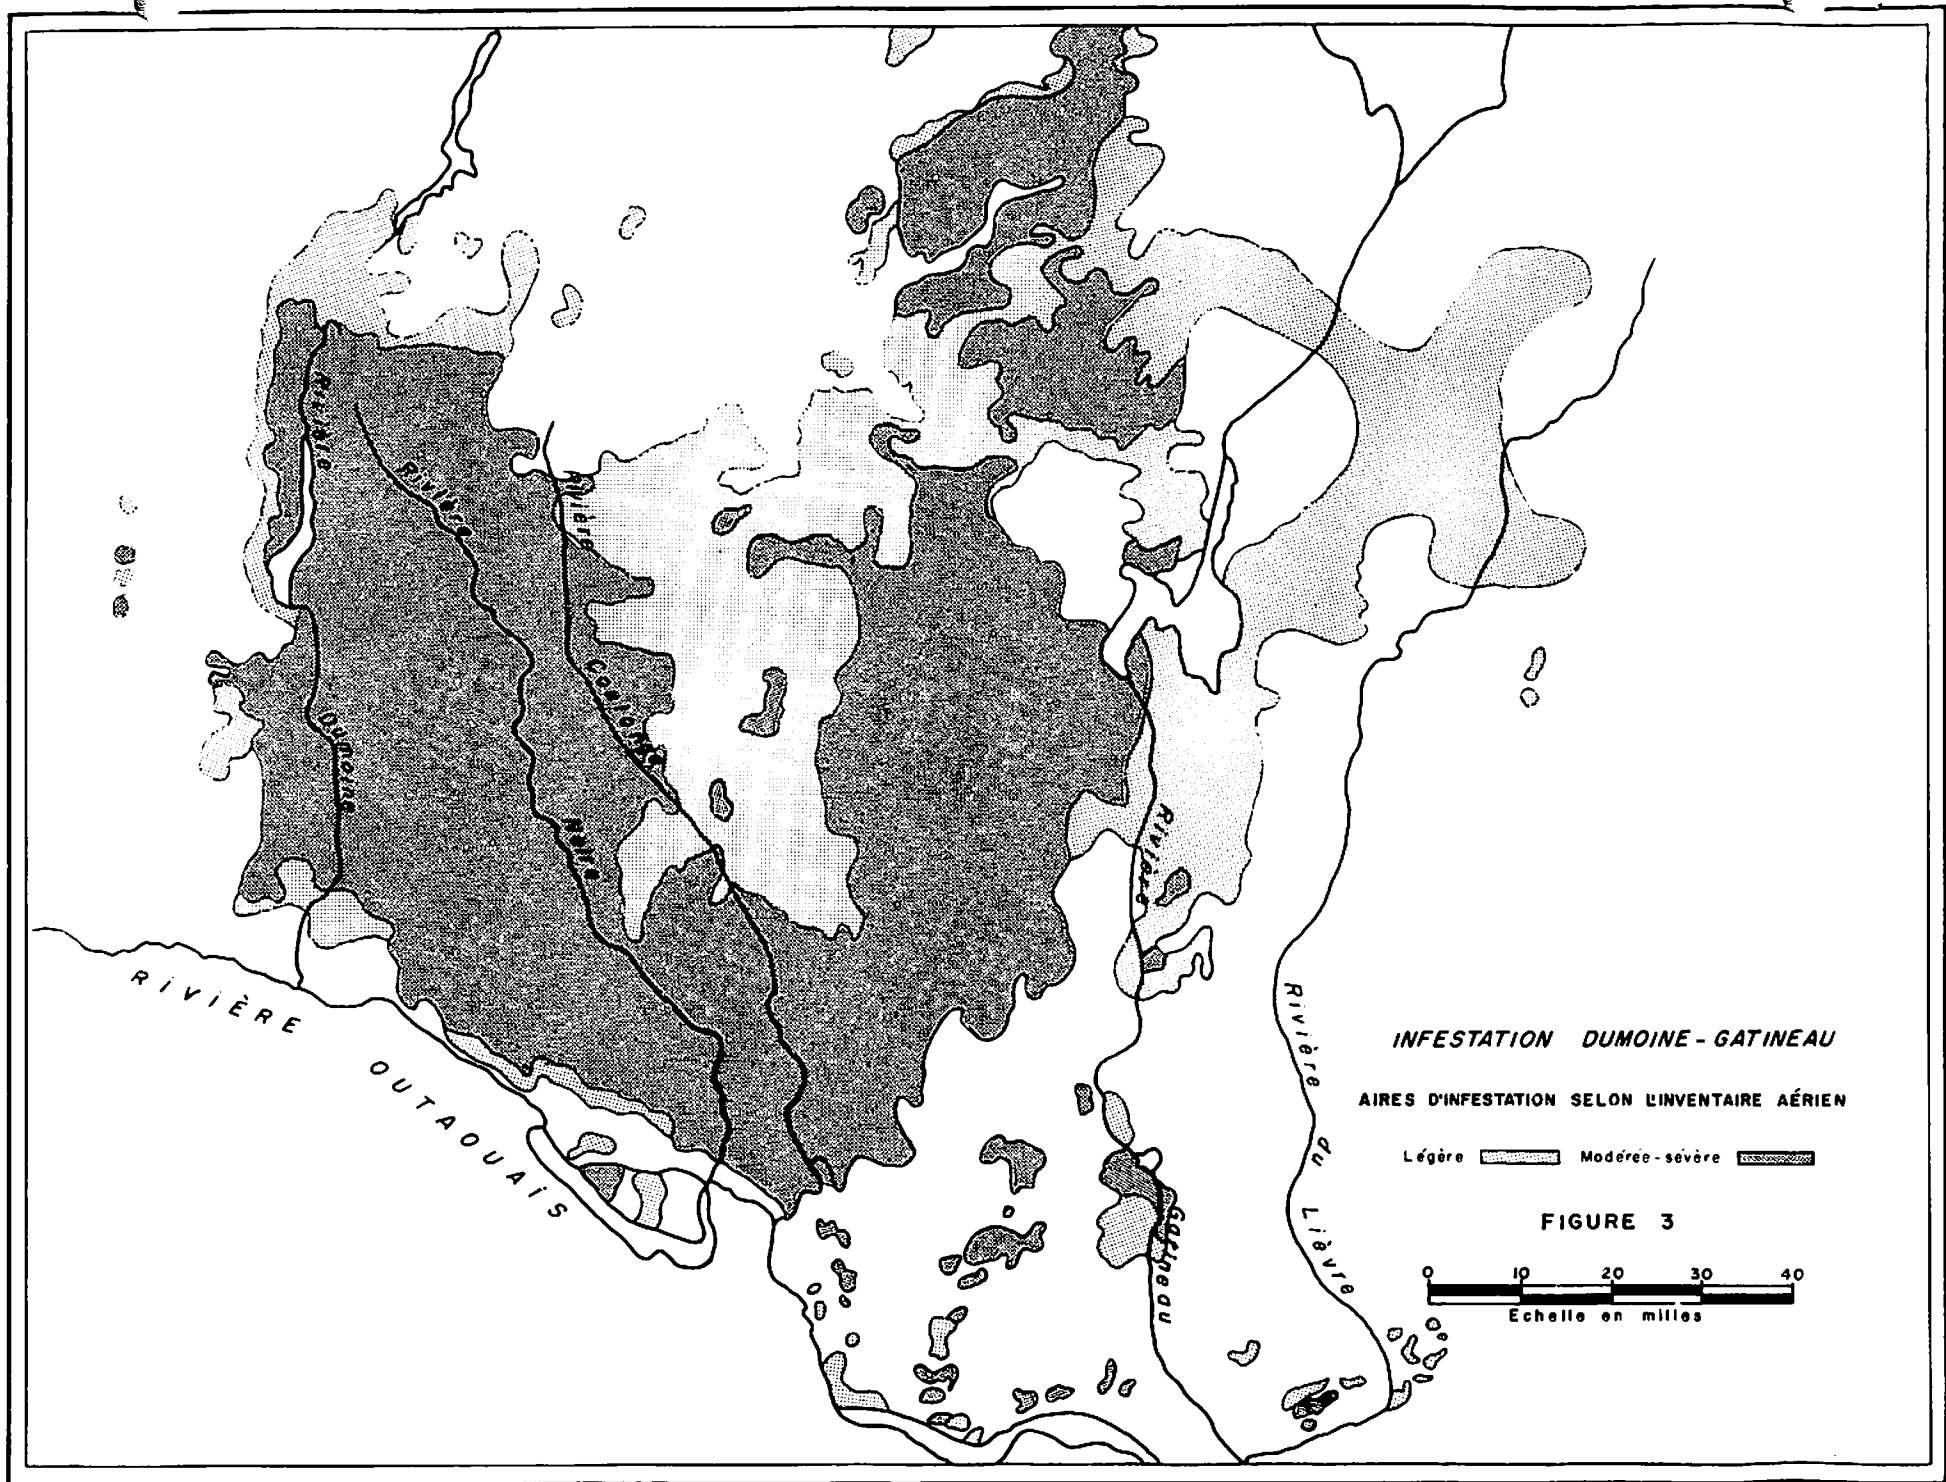 Rivière
Dumoine
Rivière
Noire
Rivière
Coulonge
Rivière
Gatineau
Rivière du Lièvre
RIVIÈRE OUTAOUAIS
INFESTATION DUMOINE - GATINEAU
AIRES D'INFESTATION SELON L'INVENTAIRE AÉRIEN
Légère Modérée - sévère
FIGURE 3
0 10 20 30 40
Echelle en milles